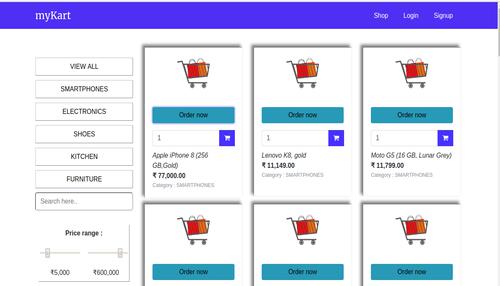 myKart
Shop Login Signup
VIEW ALL
SMARTPHONES
ELECTRONICS
SHOES
KITCHEN
FURNITURE
Search here..
Price range :
₹5,000 ₹600,000
Order now
1
Apple iPhone 8 (256 GB,Gold)
₹ 77,000.00
Category : SMARTPHONES
Order now
1
Lenovo K8, gold
₹ 11,149.00
Category : SMARTPHONES
Order now
1
Moto G5 (16 GB, Lunar Grey)
₹ 11,799.00
Category : SMARTPHONES
Order now
Order now
Order now